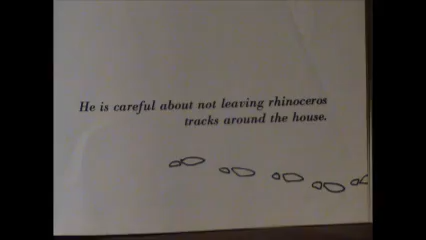 He is careful about not leaving rhinoceros
tracks around the house.